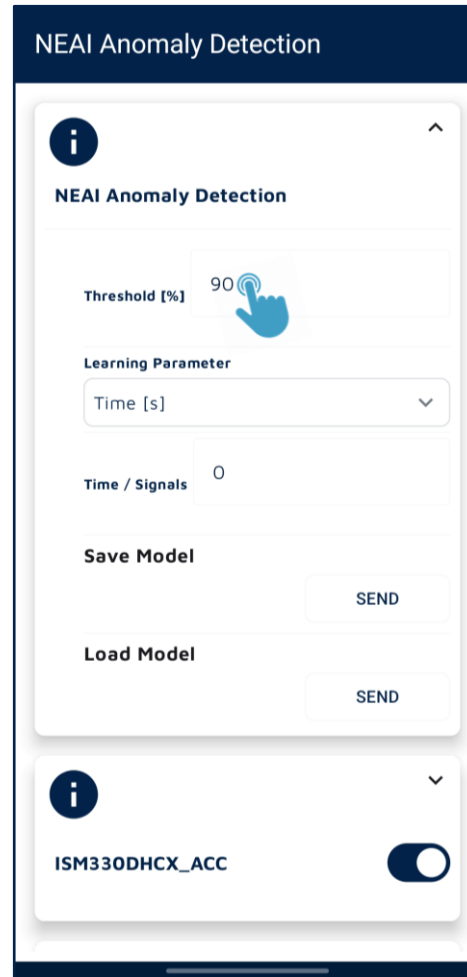 NEAI Anomaly Detection
i
NEAI Anomaly Detection
Threshold [%] 90
Learning Parameter
Time [s]
Time / Signals 0
Save Model
SEND
Load Model
SEND
i
ISM330DHCX_ACC